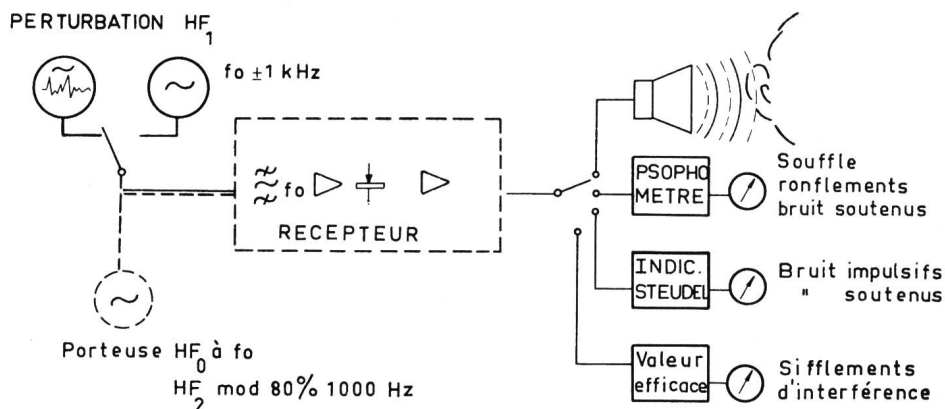 PERTURBATION HF1
fo ±1 kHz
fo
RECEPTEUR
Porteuse HF0 à fo
HF2 mod 80% 1000 Hz
PSOPHO
METRE
Souffle
ronflements
bruit soutenus
INDIC.
STEUDEL
Bruit impulsifs
" soutenus
Valeur
efficace
Sifflements
d'interférence